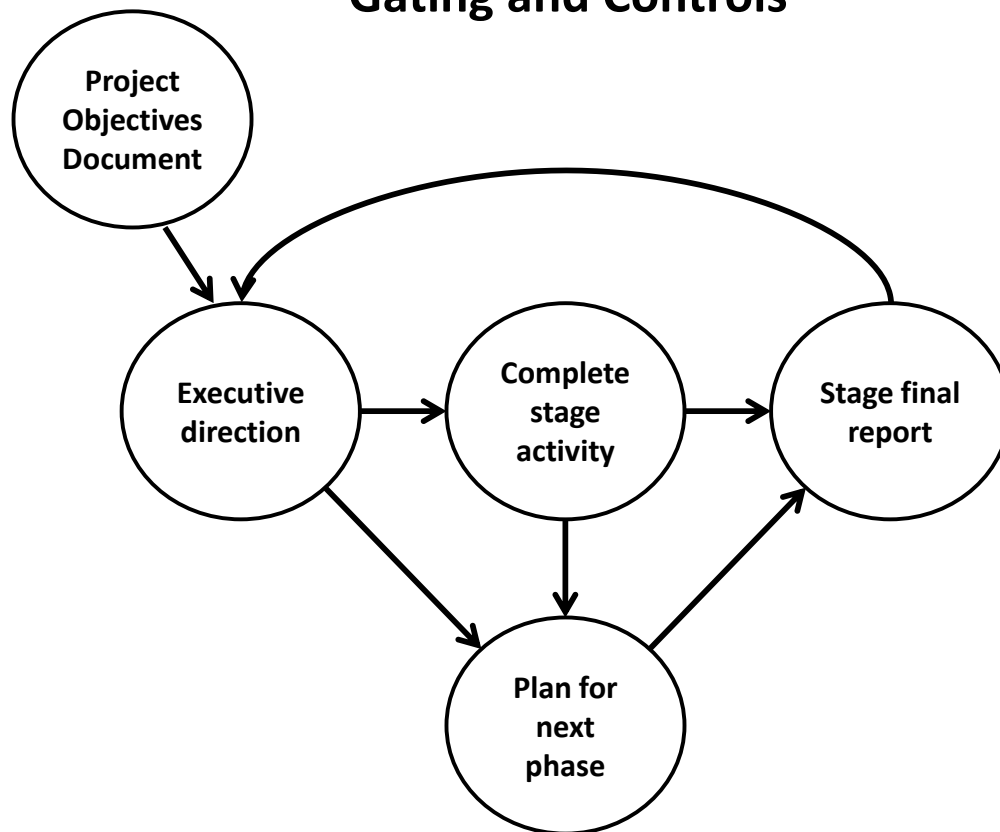 Gating and Controls
Project
Objectives
Document
Executive
direction
Complete
stage
activity
Stage final
report
Plan for
next
phase